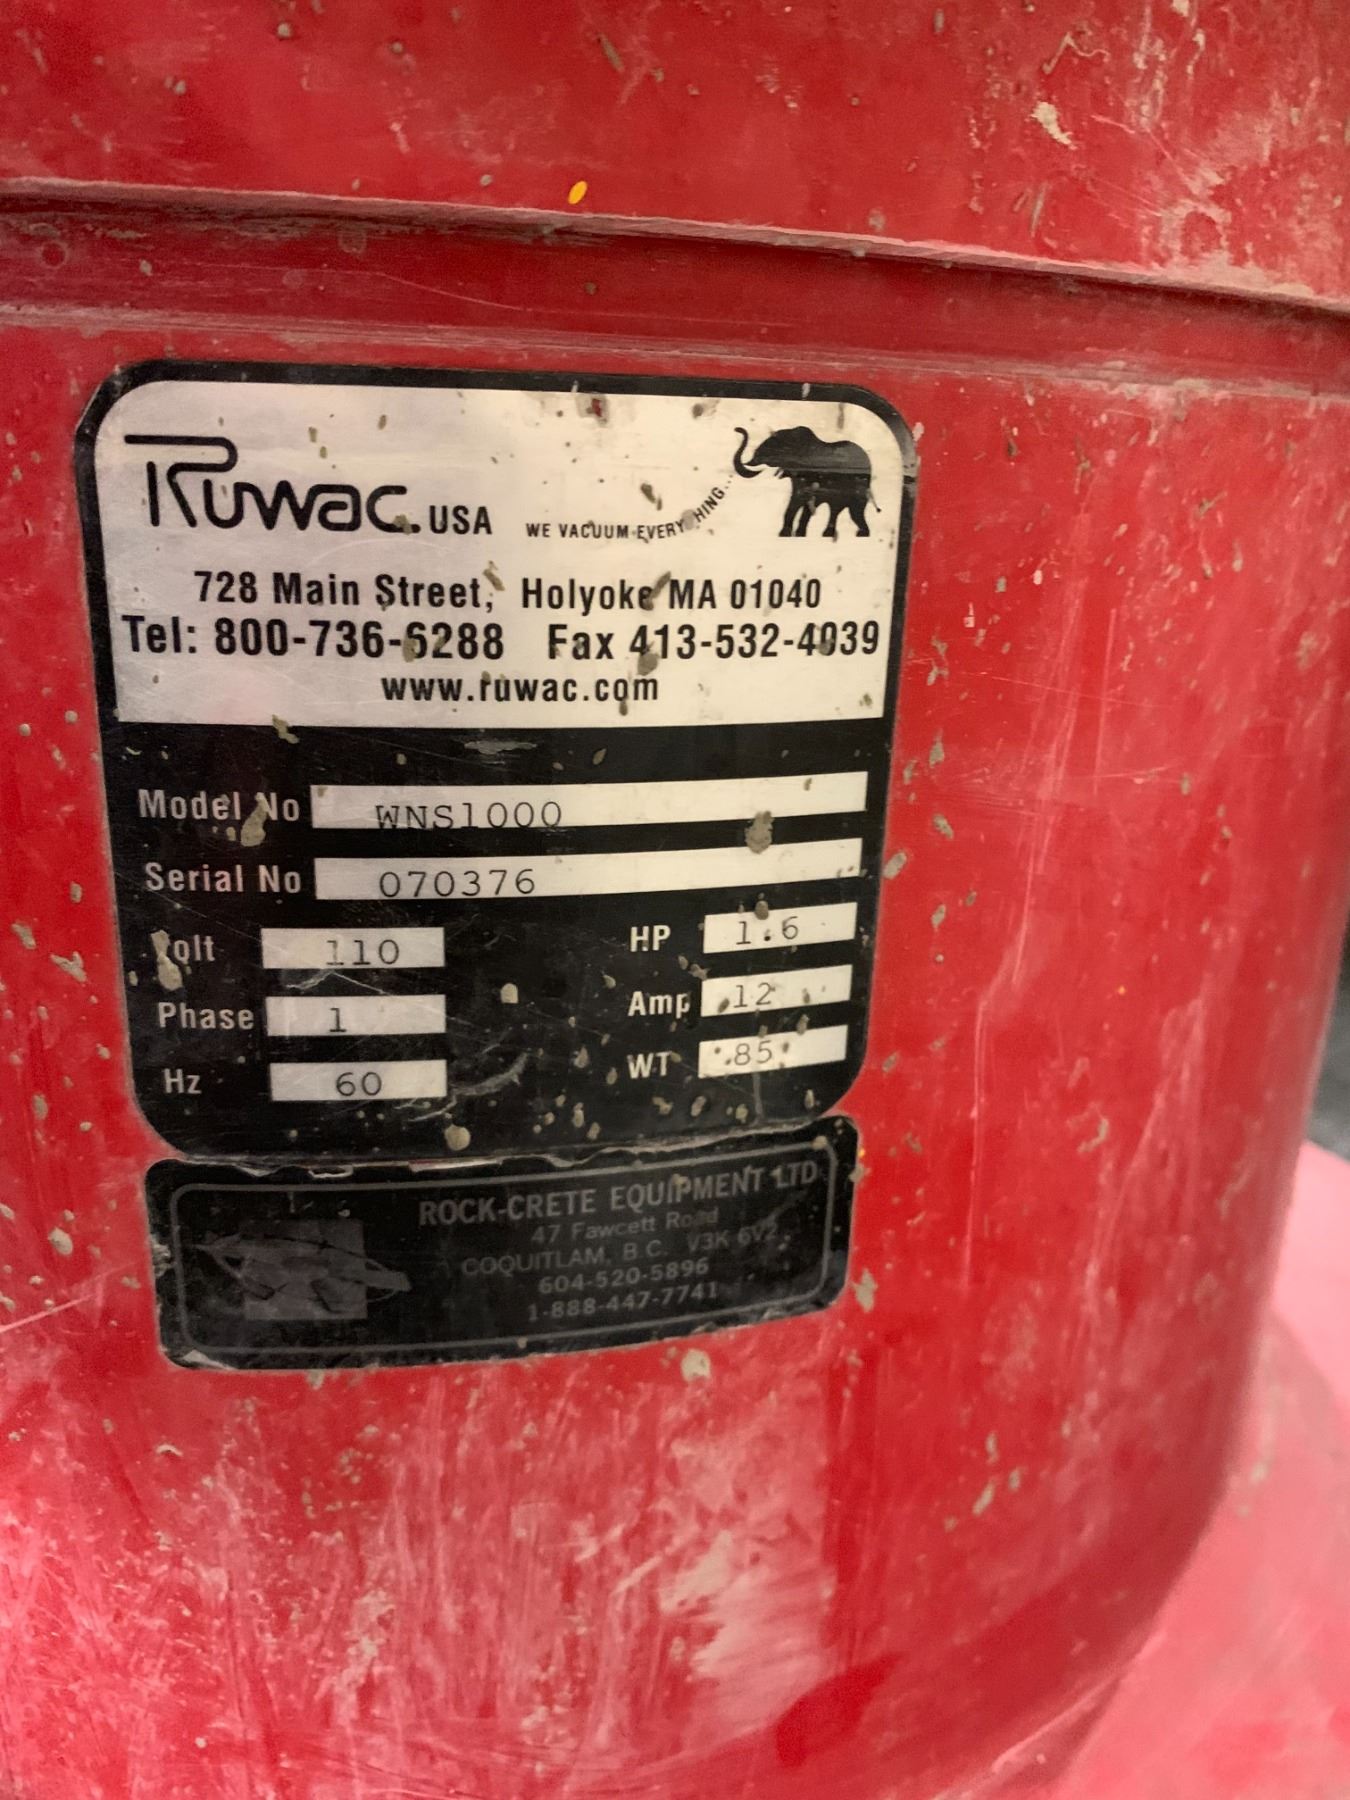 Ruwac.USA WE VACUUM EVERYTHING...
728 Main Street, Holyoke MA 01040
Tel: 800-736-6288 Fax 413-532-4039
www.ruwac.com
Model No WNS1000
Serial No 070376
Volt 110 HP 1.6
Phase 1 Amp 12
Hz 60 WT 85
ROCK-CRETE EQUIPMENT LTD
47 Fawcett Road
COQUITLAM, B.C. V3K 6V2
604-520-5896
1-888-447-7741